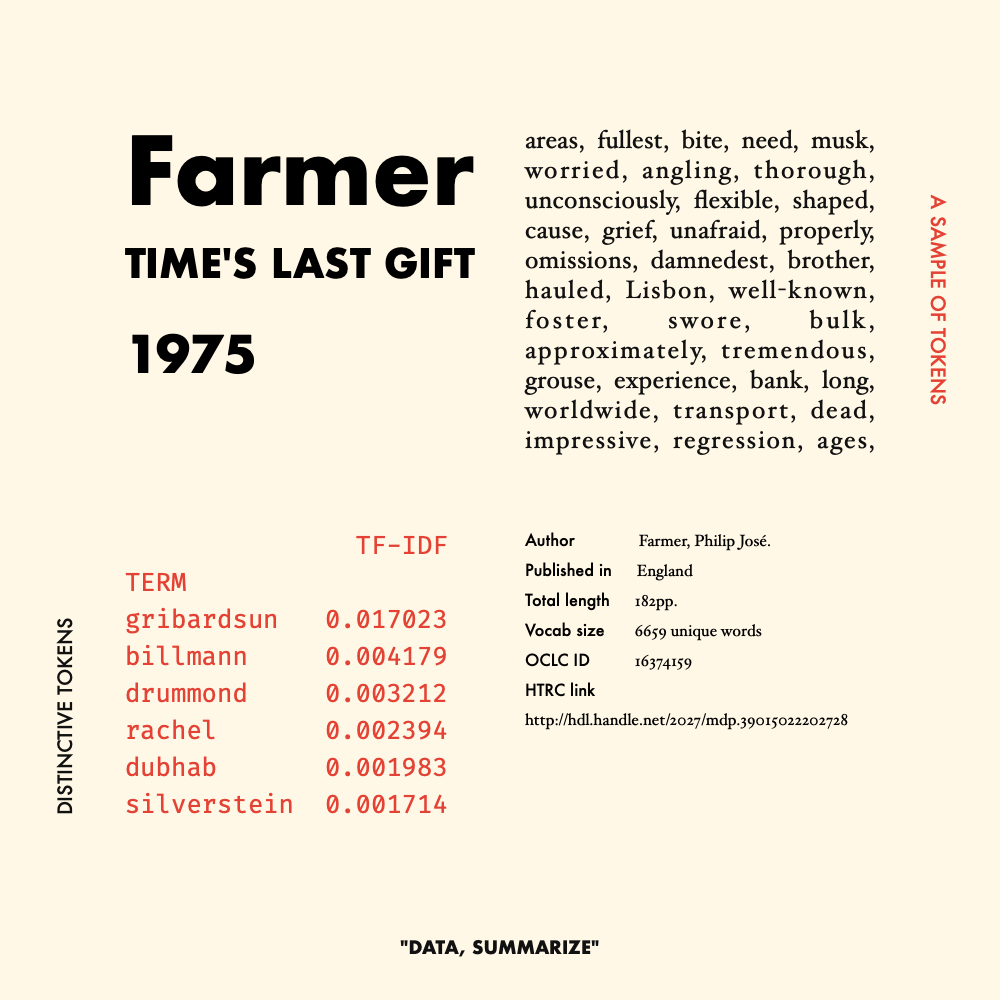 Farmer
TIME'S LAST GIFT
1975
areas, fullest, bite, need, musk,
worried, angling, thorough,
unconsciously, flexible, shaped,
cause, grief, unafraid, properly,
omissions, damnedest, brother,
hauled, Lisbon, well-known,
foster, swore, bulk,
approximately, tremendous,
grouse, experience, bank, long,
worldwide, transport, dead,
impressive, regression, ages,
A SAMPLE OF TOKENS
DISTINCTIVE TOKENS
TF-IDF
TERM
gribardsun 0.017023
billmann 0.004179
drummond 0.003212
rachel 0.002394
dubhab 0.001983
silverstein 0.001714
Author Farmer, Philip José.
Published in England
Total length 182pp.
Vocab size 6659 unique words
OCLC ID 16374159
HTRC link
http://hdl.handle.net/2027/mdp.39015022202728
"DATA, SUMMARIZE"